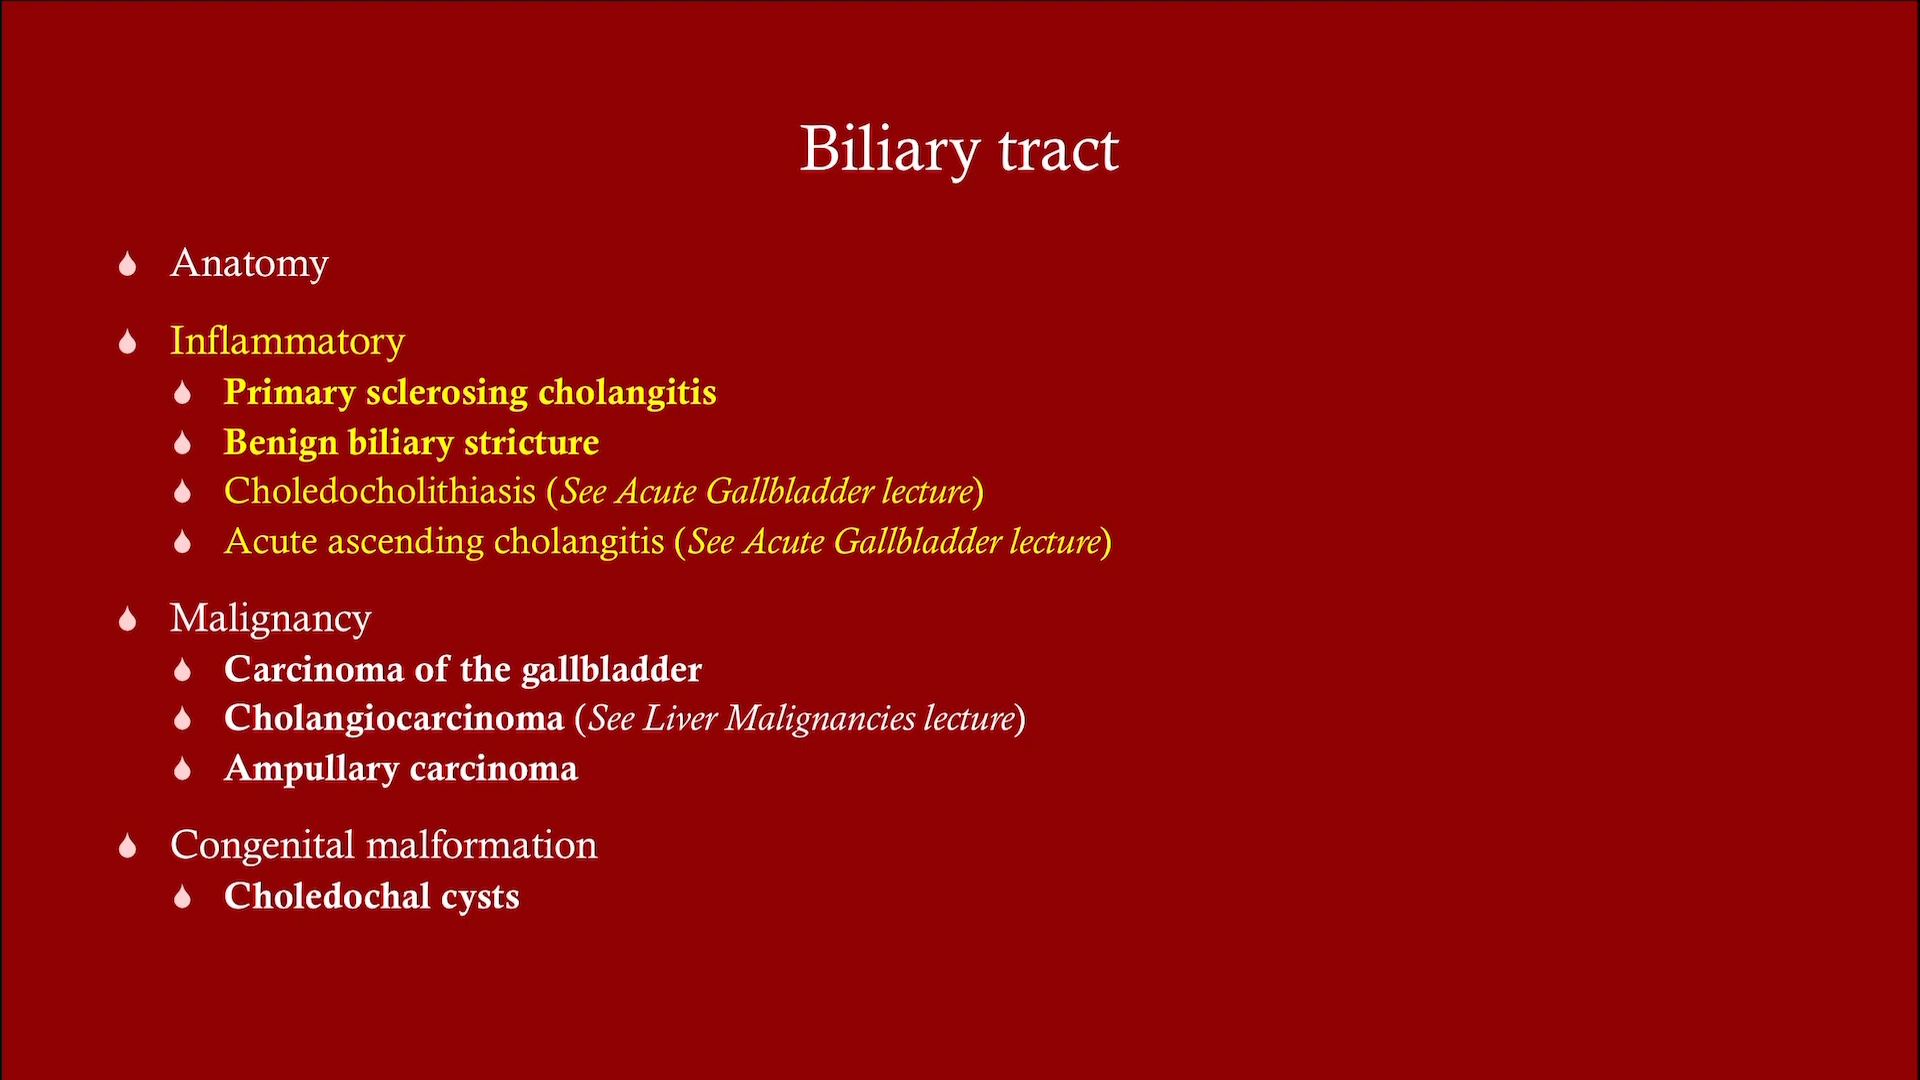 Biliary tract
Anatomy
Inflammatory
Primary sclerosing cholangitis
Benign biliary stricture
Choledocholithiasis (See Acute Gallbladder lecture)
Acute ascending cholangitis (See Acute Gallbladder lecture)
Malignancy
Carcinoma of the gallbladder
Cholangiocarcinoma (See Liver Malignancies lecture)
Ampullary carcinoma
Congenital malformation
Choledochal cysts